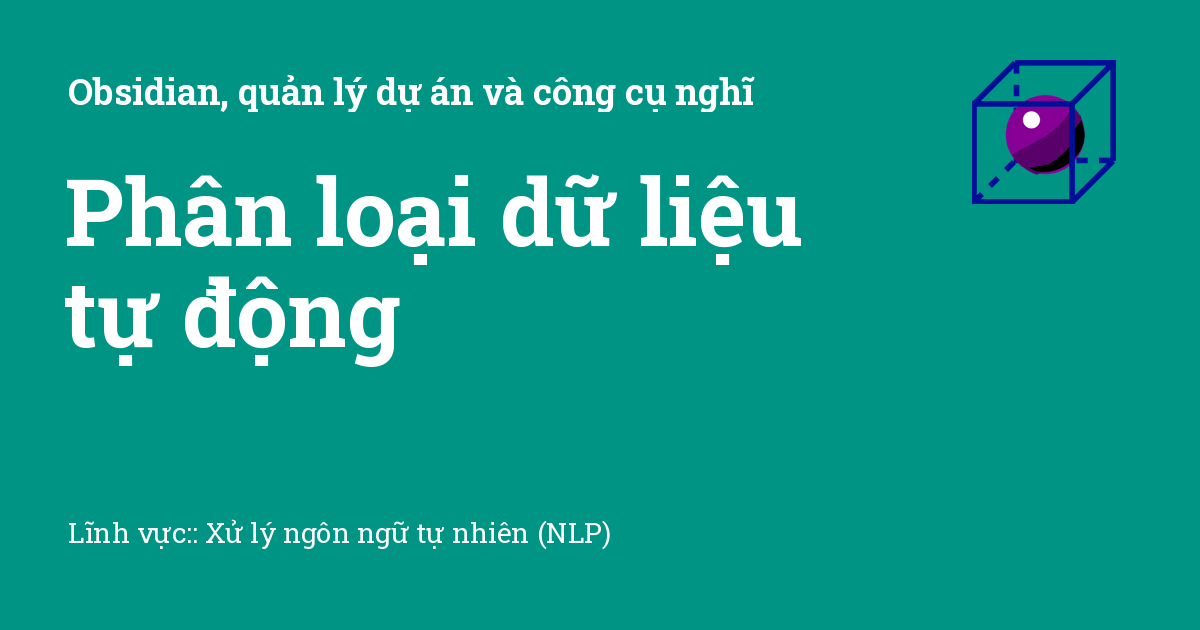 Obsidian, quản lý dự án và công cụ nghĩ
Phân loại dữ liệu
tự động
Lĩnh vực:: Xử lý ngôn ngữ tự nhiên (NLP)